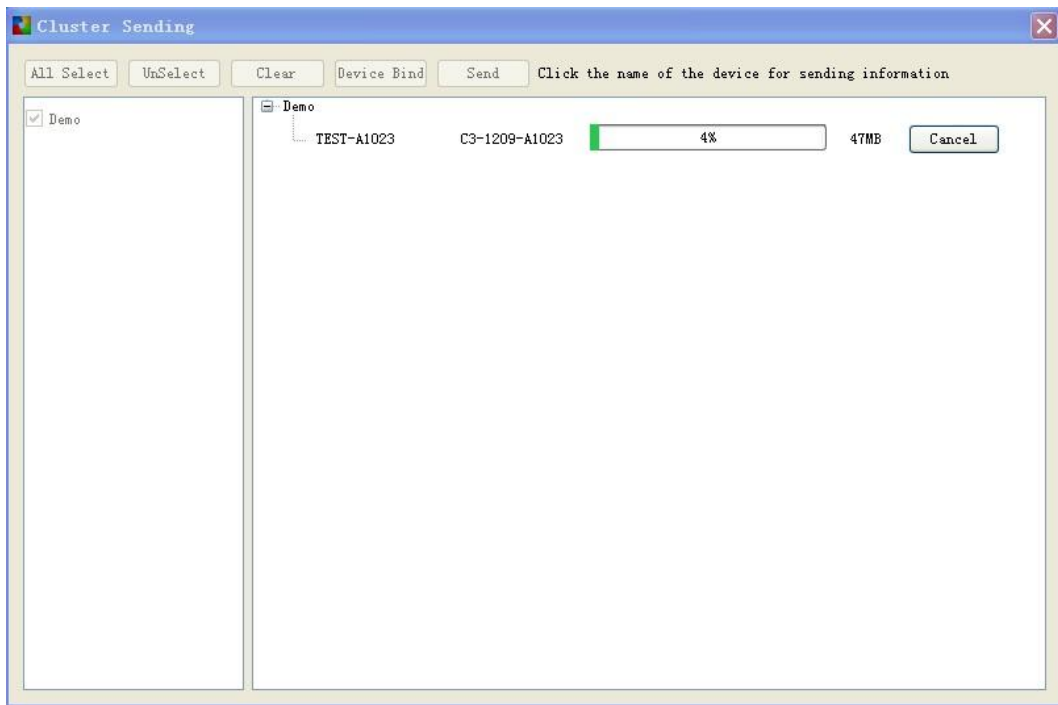 Cluster Sending
All Select UnSelect Clear Device Bind Send Click the name of the device for sending information
Demo
Demo
TEST-A1023 C3-1209-A1023 4% 47MB Cancel